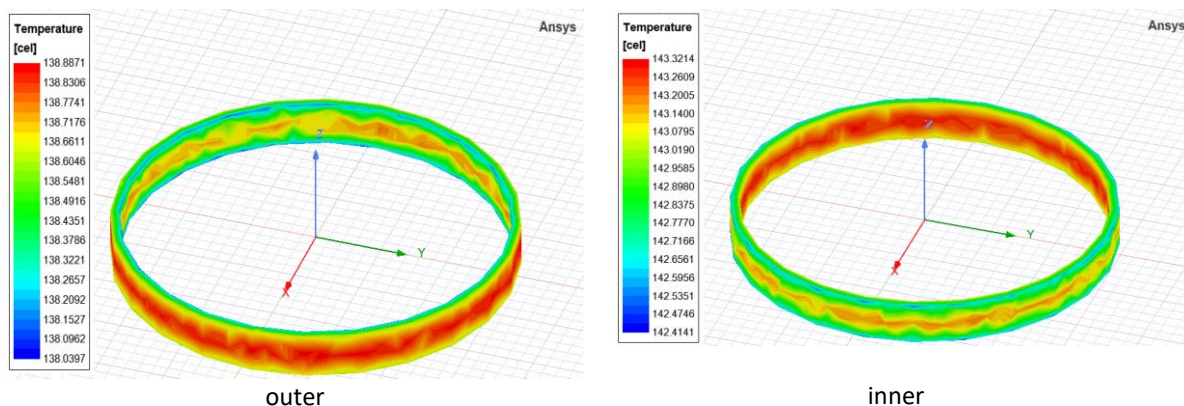 Temperature
[cel]
138.8871
138.8306
138.7741
138.7176
138.6611
138.6046
138.5481
138.4916
138.4351
138.3786
138.3221
138.2657
138.2092
138.1527
138.0962
138.0397
Ansys
Z
Y
X
outer
Temperature
[cel]
143.3214
143.2609
143.2005
143.1400
143.0795
143.0190
142.9585
142.8980
142.8375
142.7770
142.7166
142.6561
142.5956
142.5351
142.4746
142.4141
Ansys
Z
Y
X
inner